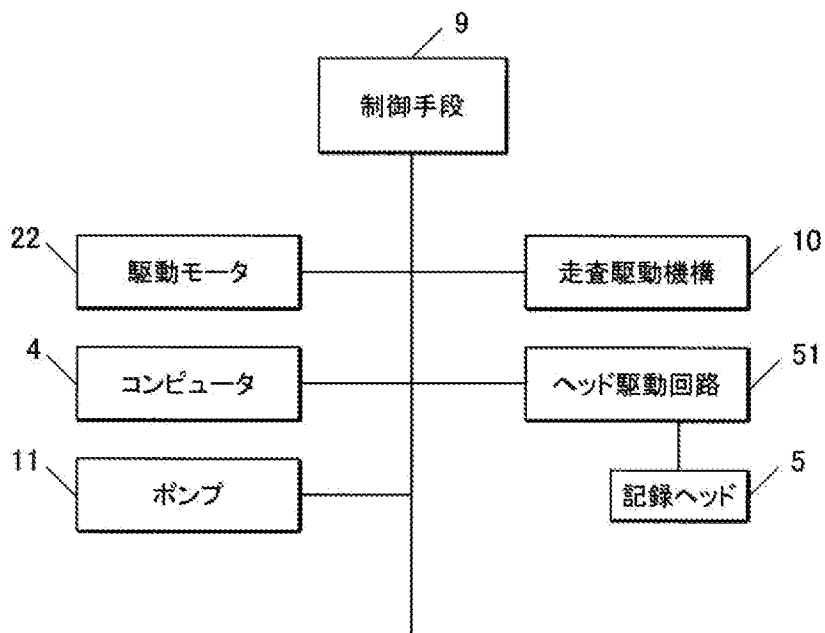 9
制御手段
22
駆動モータ
10
走査駆動機構
4
コンピュータ
51
ヘッド駆動回路
11
ポンプ
5
記録ヘッド